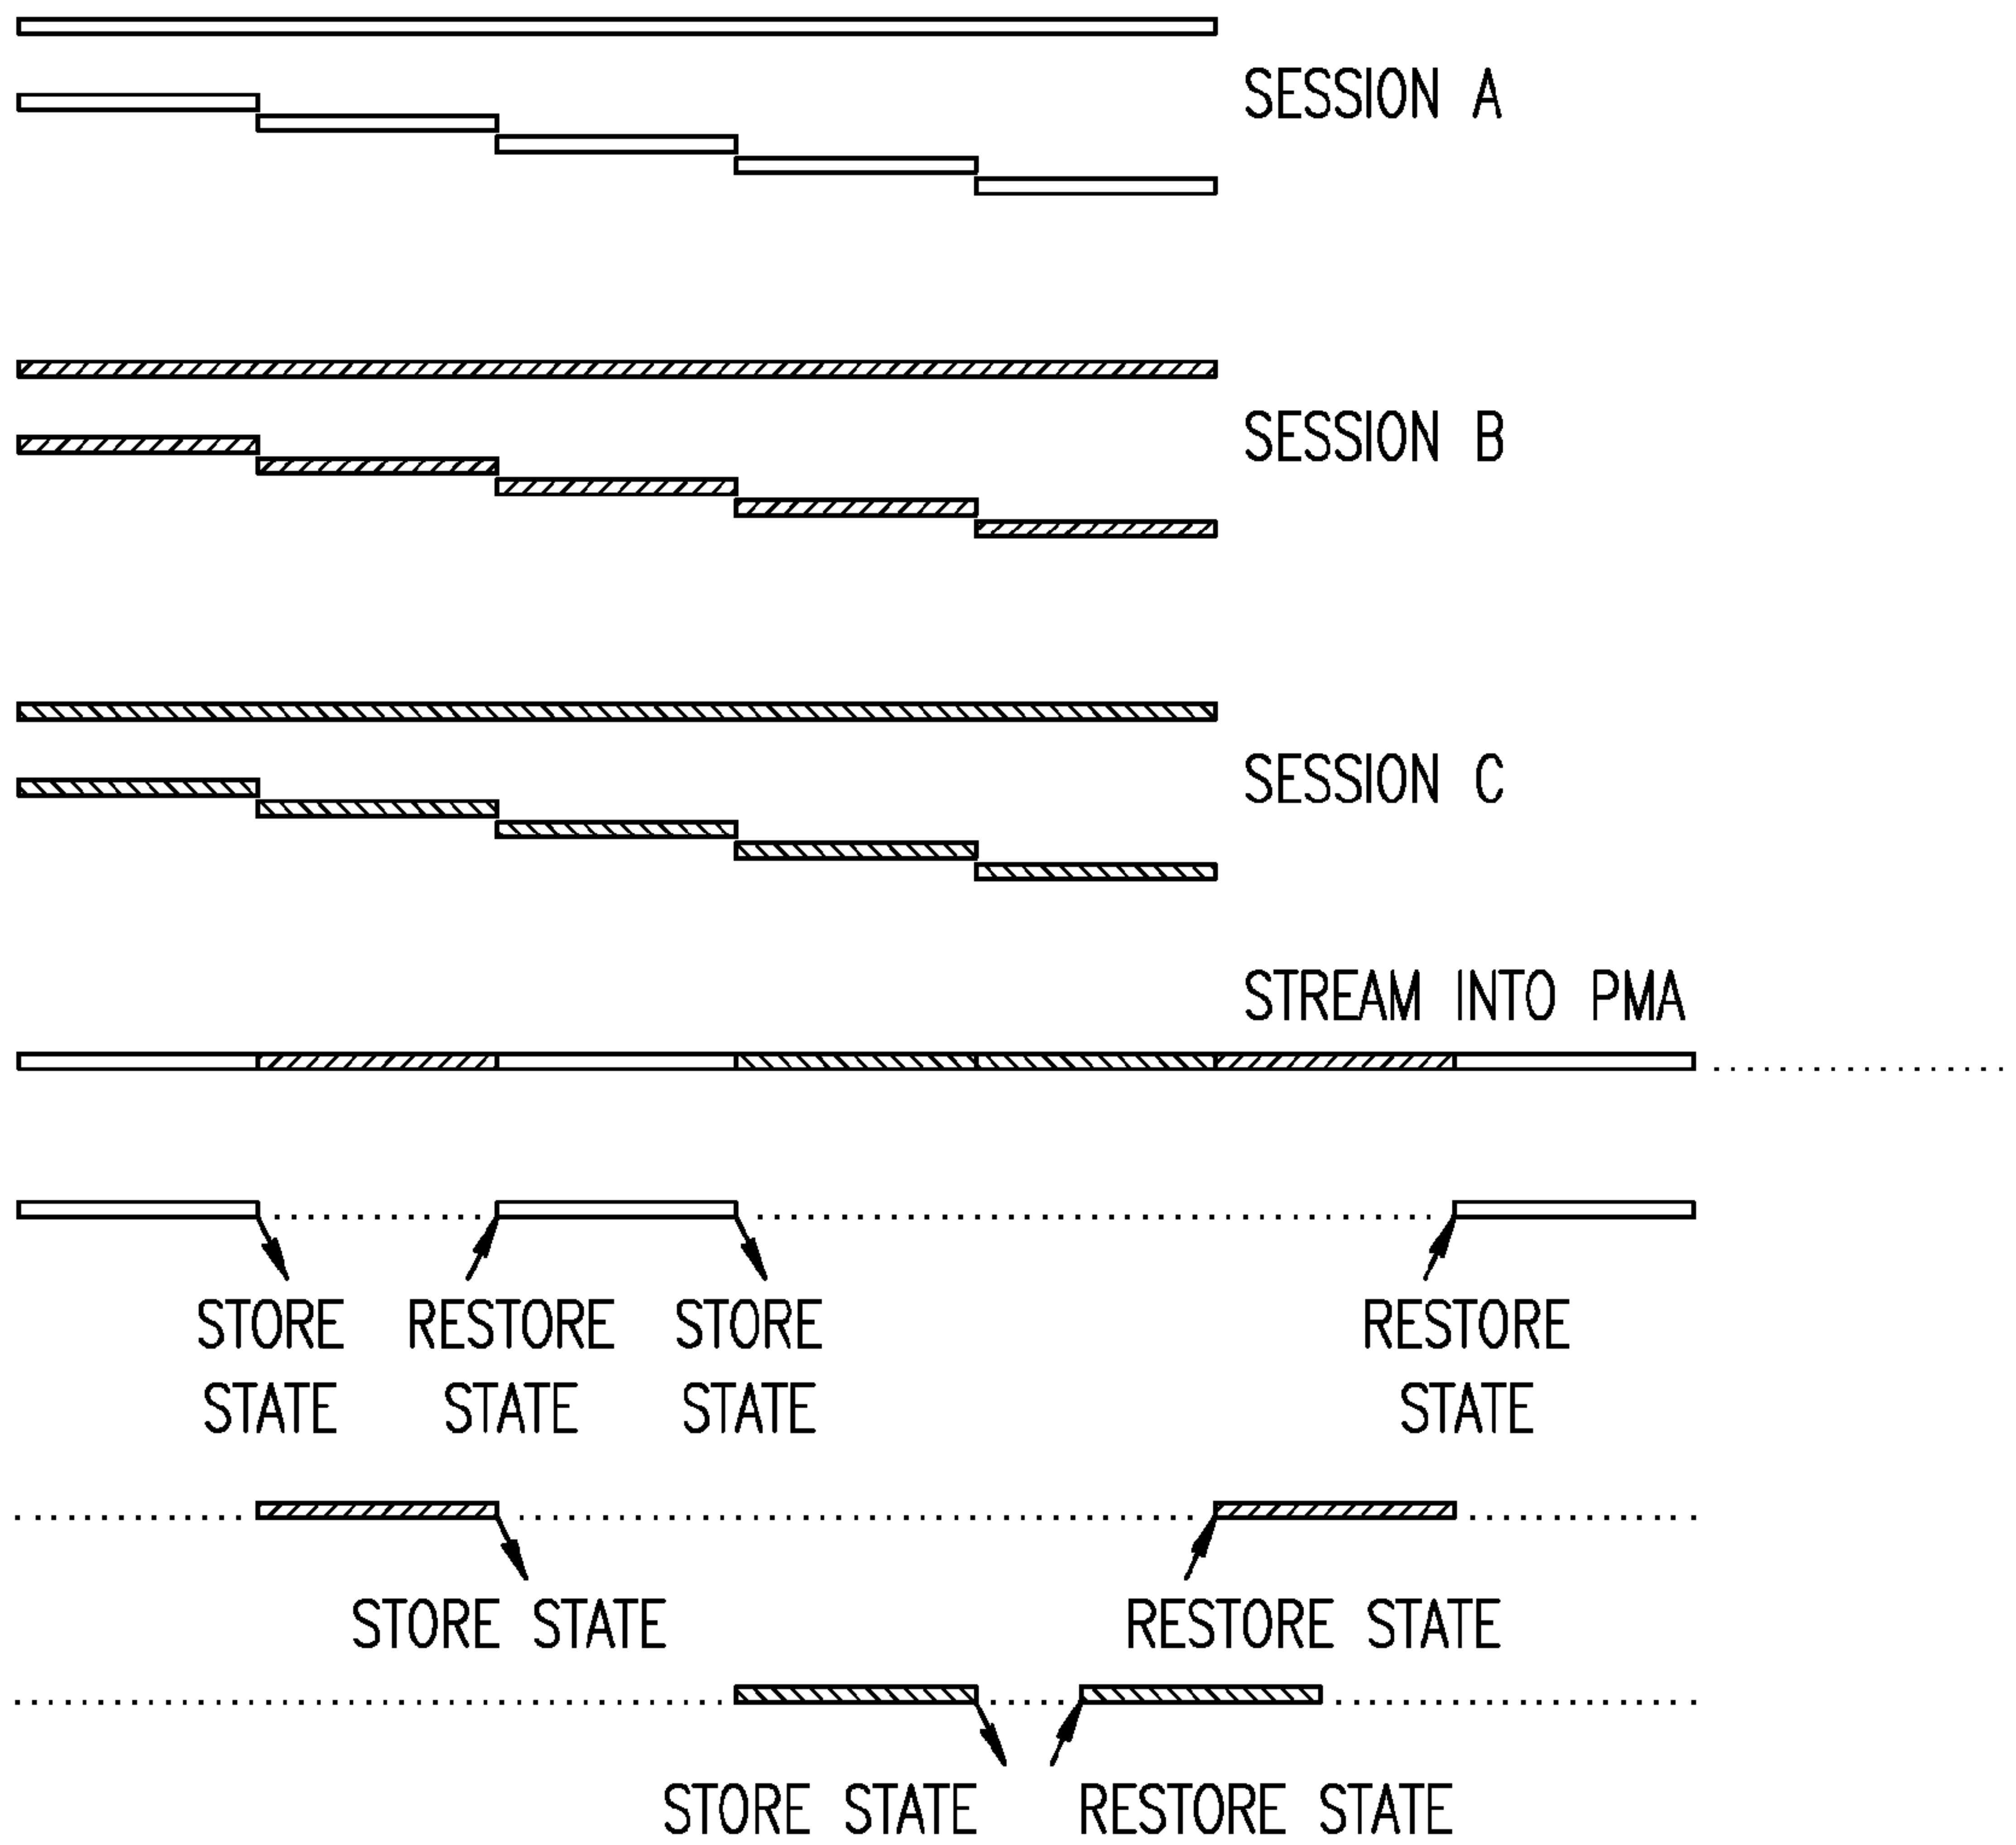 SESSION A
SESSION B
SESSION C
STREAM INTO PMA
STORE STATE
RESTORE STATE
STORE STATE
RESTORE STATE
STORE STATE
RESTORE STATE
STORE STATE
RESTORE STATE